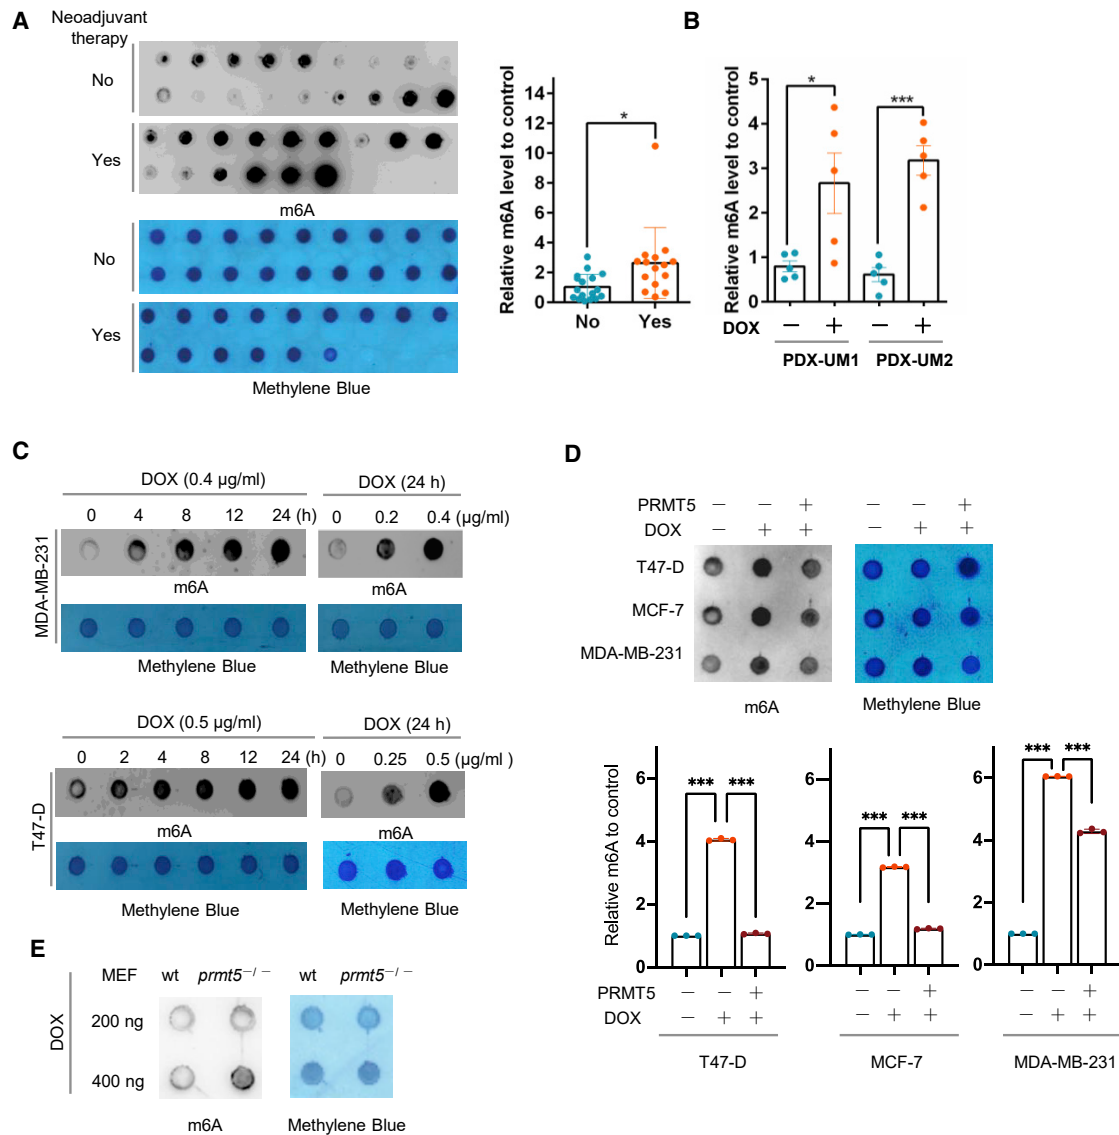 A
Neoadjuvant
therapy
No
Yes
m6A
No
Yes
Methylene Blue
Relative m6A level to control
14
12
10
8
6
4
2
0
*
No
Yes
B
Relative m6A level to control
5
4
3
2
1
0
*
***
DOX − + − +
PDX-UM1
PDX-UM2
C
MDA-MB-231
DOX (0.4 µg/ml)
0 4 8 12 24 (h)
m6A
Methylene Blue
DOX (24 h)
0 0.2 0.4 (µg/ml)
m6A
Methylene Blue
T47-D
DOX (0.5 µg/ml)
0 2 4 8 12 24 (h)
m6A
Methylene Blue
DOX (24 h)
0 0.25 0.5 (µg/ml )
m6A
Methylene Blue
D
PRMT5 − − + − − +
DOX − + + − + +
T47-D
MCF-7
MDA-MB-231
m6A
Methylene Blue
Relative m6A to control
6
4
2
0
*** ***
6
4
2
0
*** ***
6
4
2
0
*** ***
PRMT5 − − + − − + − − +
DOX − + + − + + − + +
T47-D
MCF-7
MDA-MB-231
E
MEF wt prmt5−/− wt prmt5−/−
DOX
200 ng
400 ng
m6A
Methylene Blue